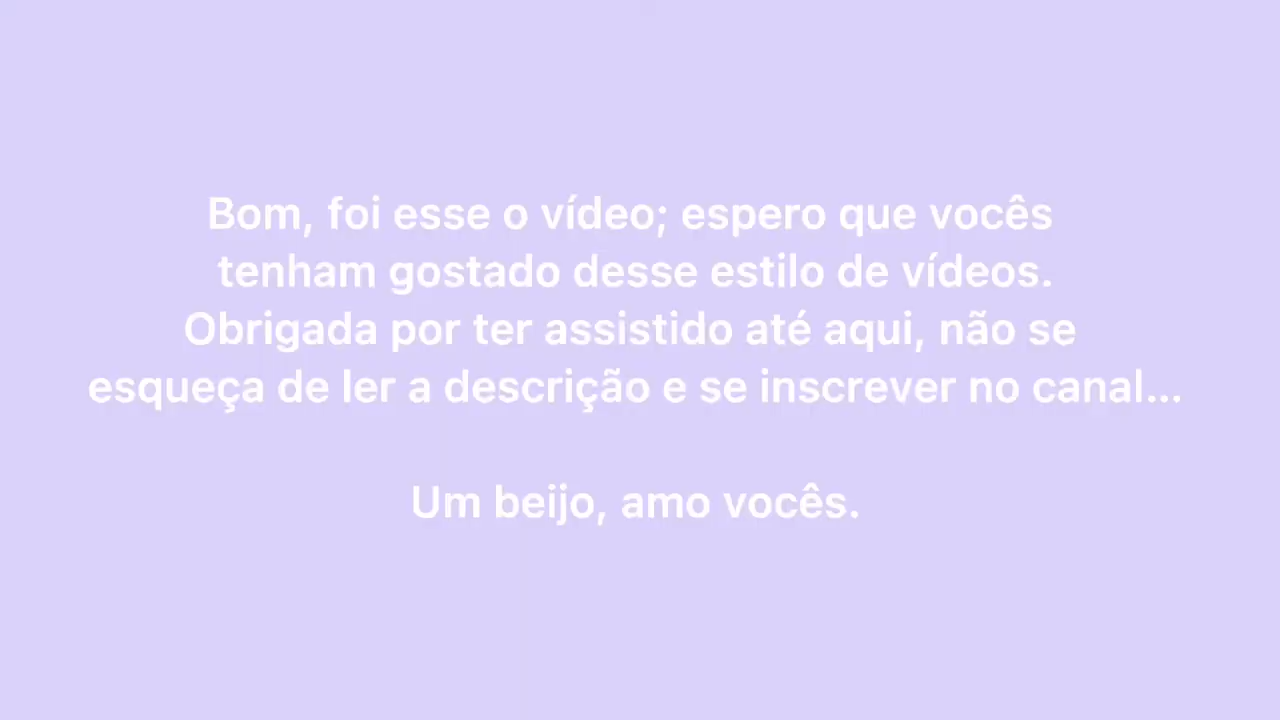 Bom, foi esse o vídeo; espero que vocês
tenham gostado desse estilo de vídeos.
Obrigada por ter assistido até aqui, não se
esqueça de ler a descrição e se inscrever no canal...
Um beijo, amo vocês.